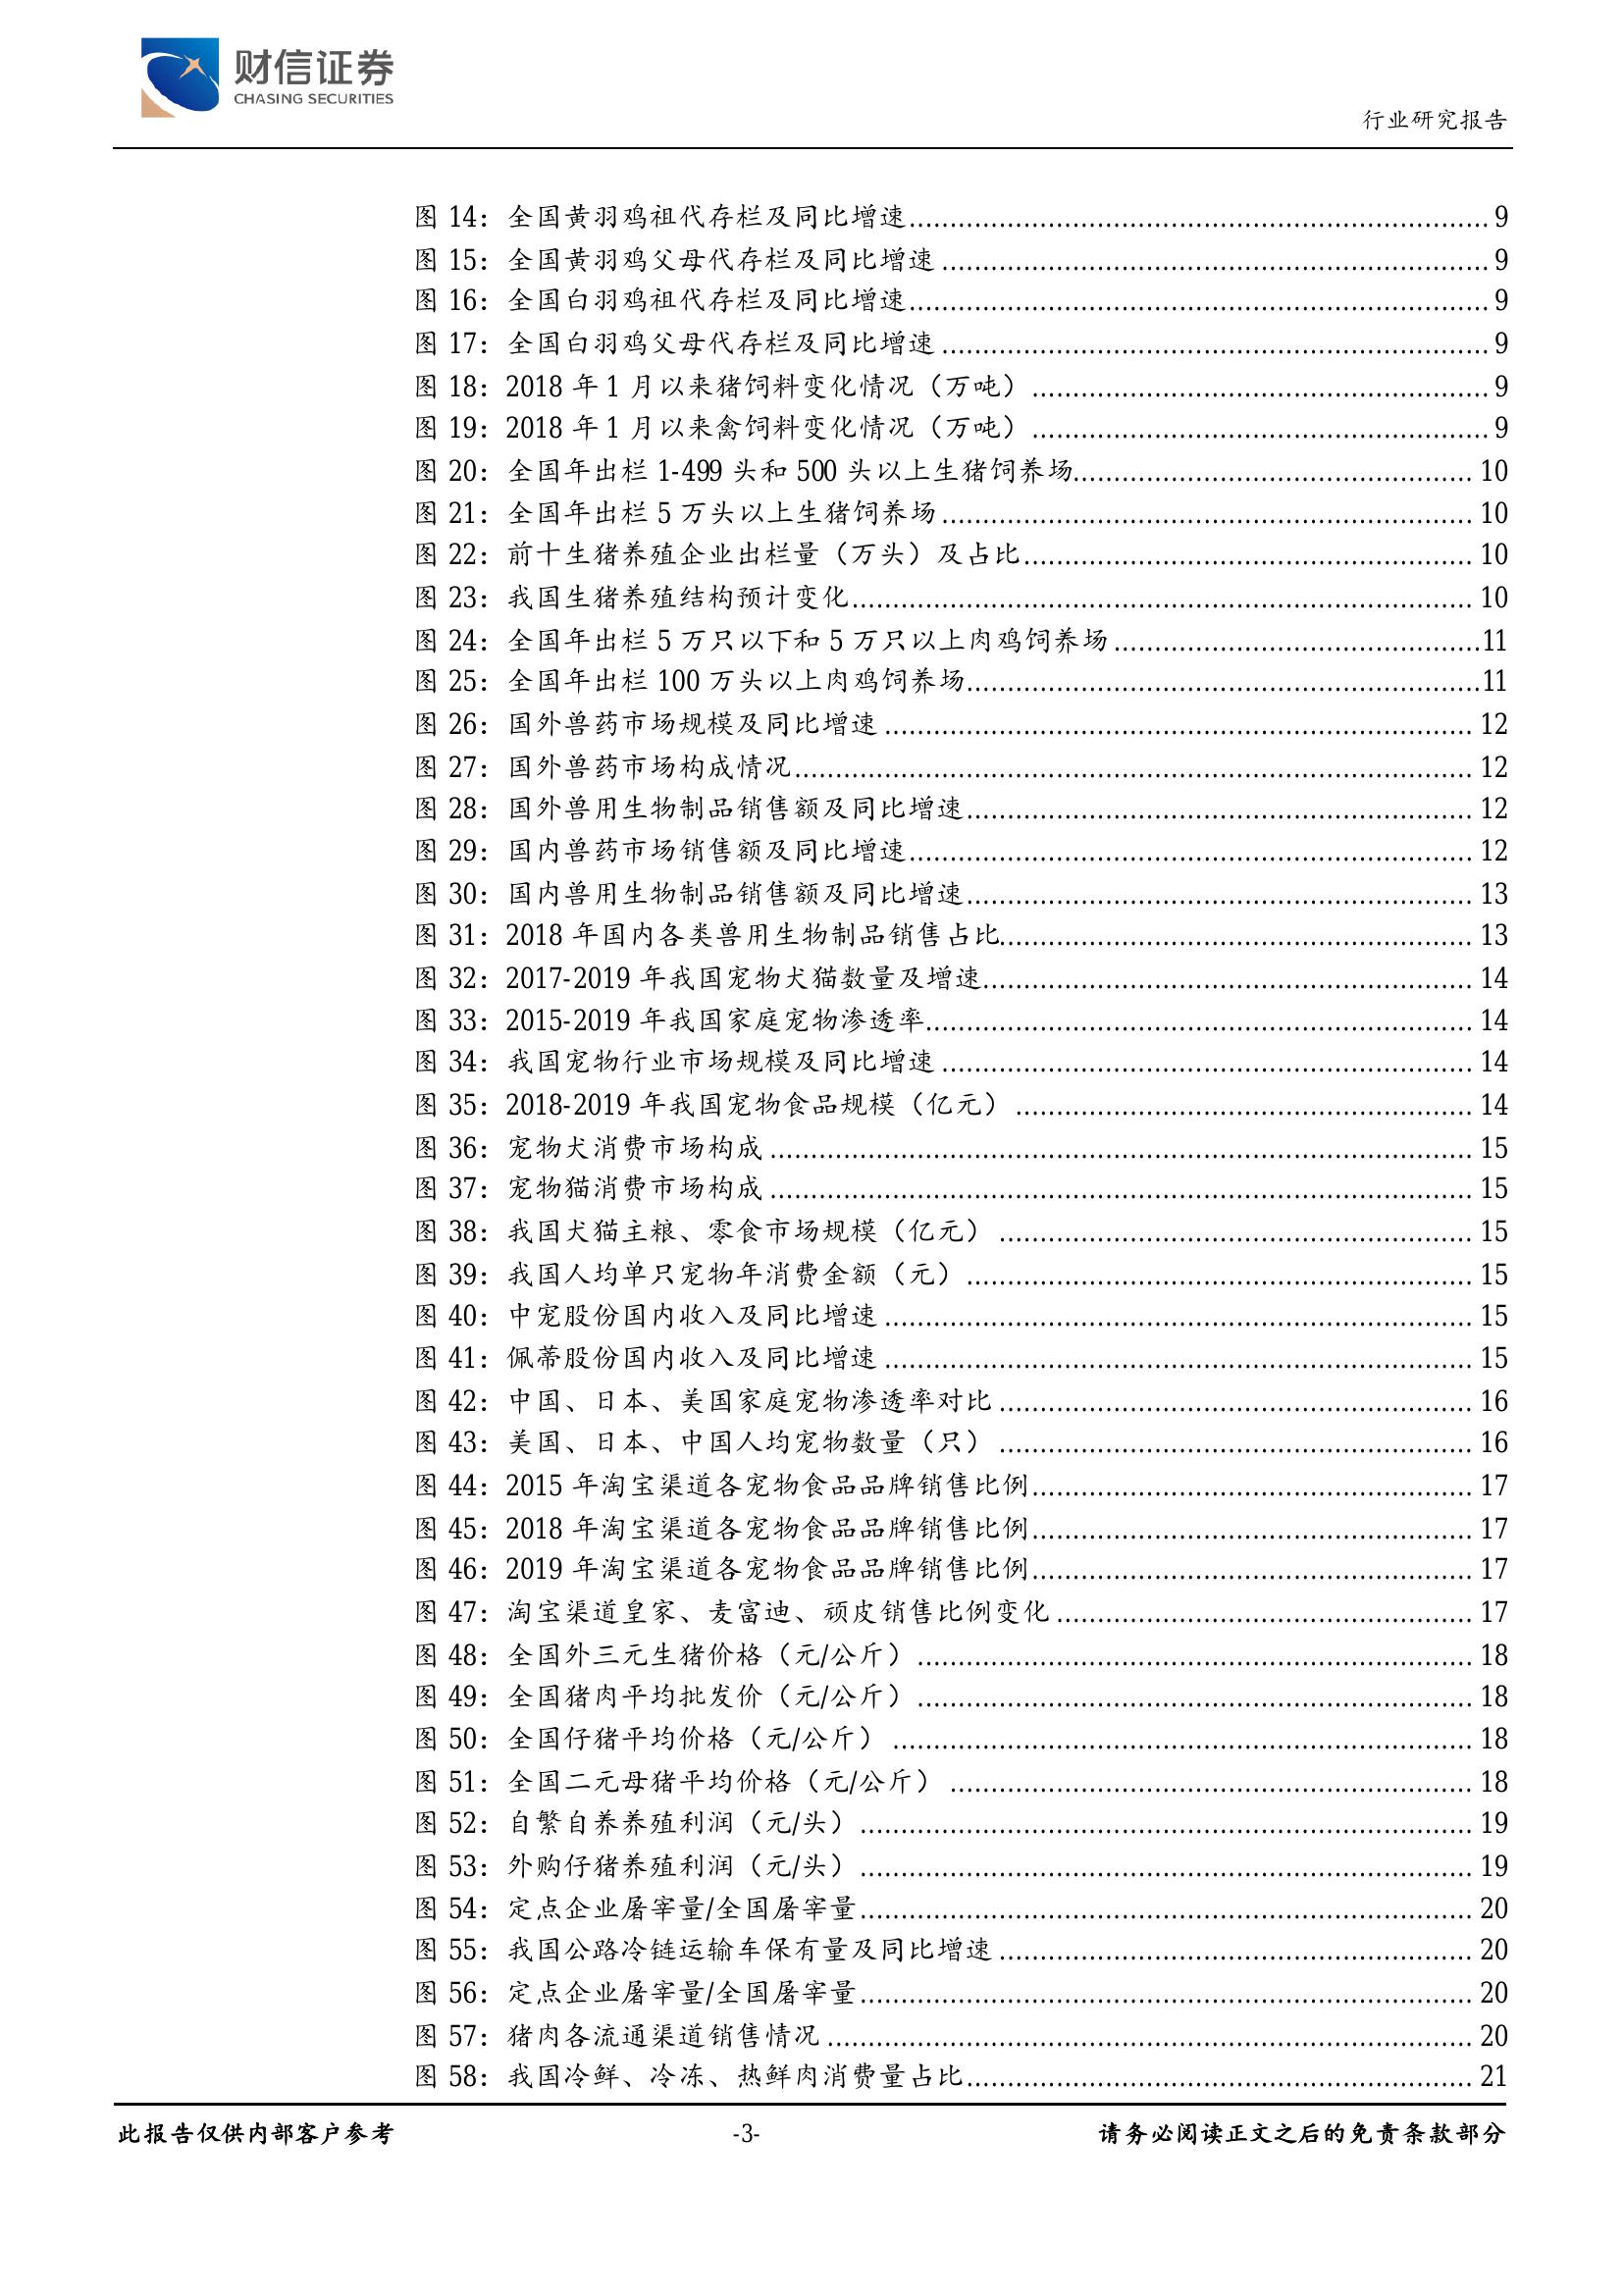 财信证券
CHASING SECURITIES
行业研究报告
图 14：全国黄羽鸡祖代存栏及同比增速 9
图 15：全国黄羽鸡父母代存栏及同比增速 9
图 16：全国白羽鸡祖代存栏及同比增速 9
图 17：全国白羽鸡父母代存栏及同比增速 9
图 18：2018 年 1 月以来猪饲料变化情况（万吨） 9
图 19：2018 年 1 月以来禽饲料变化情况（万吨） 9
图 20：全国年出栏 1-499 头和 500 头以上生猪饲养场 10
图 21：全国年出栏 5 万头以上生猪饲养场 10
图 22：前十生猪养殖企业出栏量（万头）及占比 10
图 23：我国生猪养殖结构预计变化 10
图 24：全国年出栏 5 万只以下和 5 万只以上肉鸡饲养场 11
图 25：全国年出栏 100 万头以上肉鸡饲养场 11
图 26：国外兽药市场规模及同比增速 12
图 27：国外兽药市场构成情况 12
图 28：国外兽用生物制品销售额及同比增速 12
图 29：国内兽药市场销售额及同比增速 12
图 30：国内兽用生物制品销售额及同比增速 13
图 31：2018 年国内各类兽用生物制品销售占比 13
图 32：2017-2019 年我国宠物犬猫数量及增速 14
图 33：2015-2019 年我国家庭宠物渗透率 14
图 34：我国宠物行业市场规模及同比增速 14
图 35：2018-2019 年我国宠物食品规模（亿元） 14
图 36：宠物犬消费市场构成 15
图 37：宠物猫消费市场构成 15
图 38：我国犬猫主粮、零食市场规模（亿元） 15
图 39：我国人均单只宠物年消费金额（元） 15
图 40：中宠股份国内收入及同比增速 15
图 41：佩蒂股份国内收入及同比增速 15
图 42：中国、日本、美国家庭宠物渗透率对比 16
图 43：美国、日本、中国人均宠物数量（只） 16
图 44：2015 年淘宝渠道各宠物食品品牌销售比例 17
图 45：2018 年淘宝渠道各宠物食品品牌销售比例 17
图 46：2019 年淘宝渠道各宠物食品品牌销售比例 17
图 47：淘宝渠道皇家、麦富迪、顽皮销售比例变化 17
图 48：全国外三元生猪价格（元/公斤） 18
图 49：全国猪肉平均批发价（元/公斤） 18
图 50：全国仔猪平均价格（元/公斤） 18
图 51：全国二元母猪平均价格（元/公斤） 18
图 52：自繁自养养殖利润（元/头） 19
图 53：外购仔猪养殖利润（元/头） 19
图 54：定点企业屠宰量/全国屠宰量 20
图 55：我国公路冷链运输车保有量及同比增速 20
图 56：定点企业屠宰量/全国屠宰量 20
图 57：猪肉各流通渠道销售情况 20
图 58：我国冷鲜、冷冻、热鲜肉消费量占比 21
此报告仅供内部客户参考 -3- 请务必阅读正文之后的免责条款部分